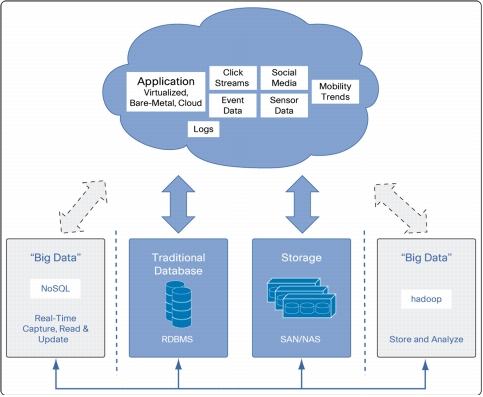 Application
Virtualized,
Bare-Metal, Cloud
Click
Streams
Social
Media
Mobility
Trends
Event
Data
Sensor
Data
Logs
“Big Data”
NoSQL
Real-Time
Capture, Read &
Update
Traditional
Database
RDBMS
Storage
SAN/NAS
“Big Data”
hadoop
Store and Analyze